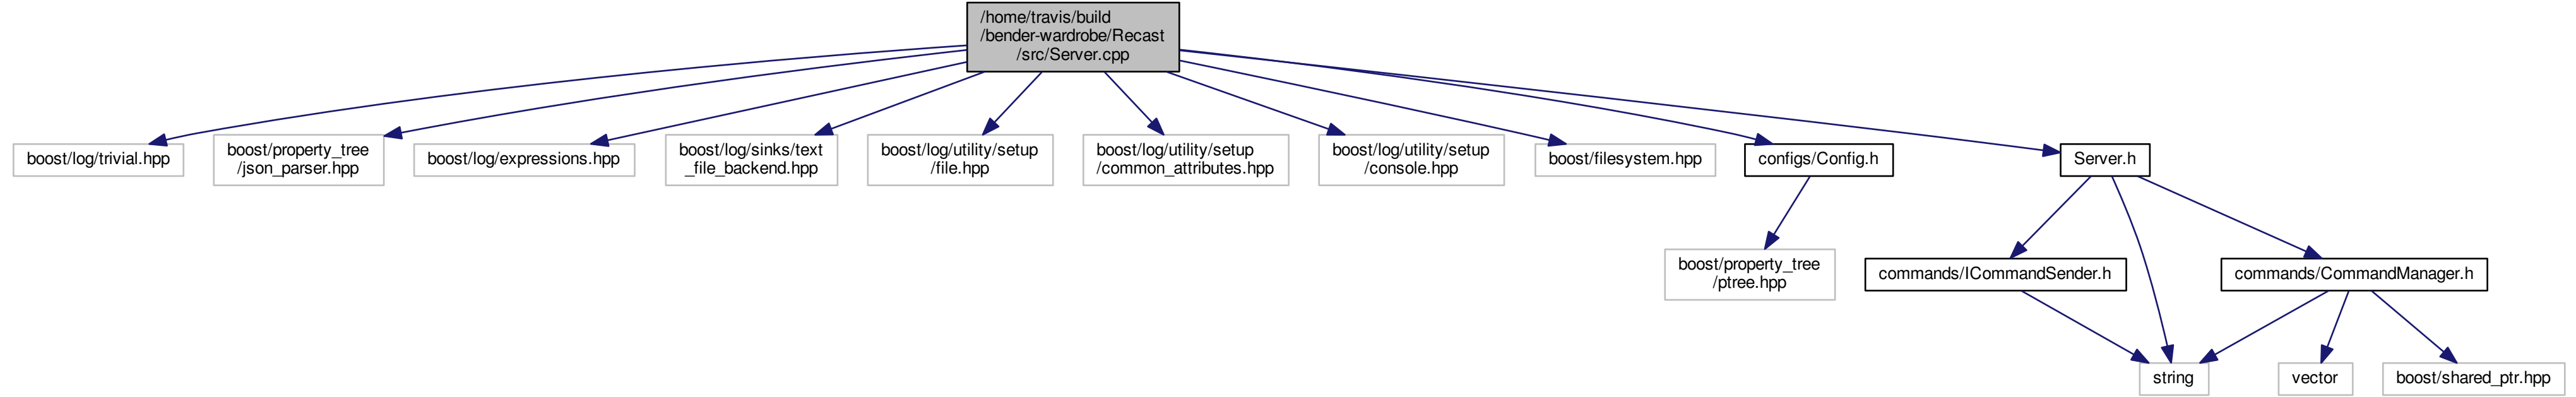 /home/travis/build
/bender-wardrobe/Recast
/src/Server.cpp
boost/log/trivial.hpp
boost/property_tree
/json_parser.hpp
boost/log/expressions.hpp
boost/log/sinks/text
_file_backend.hpp
boost/log/utility/setup
/file.hpp
boost/log/utility/setup
/common_attributes.hpp
boost/log/utility/setup
/console.hpp
boost/filesystem.hpp
configs/Config.h
Server.h
boost/property_tree
/ptree.hpp
commands/ICommandSender.h
commands/CommandManager.h
string
vector
boost/shared_ptr.hpp